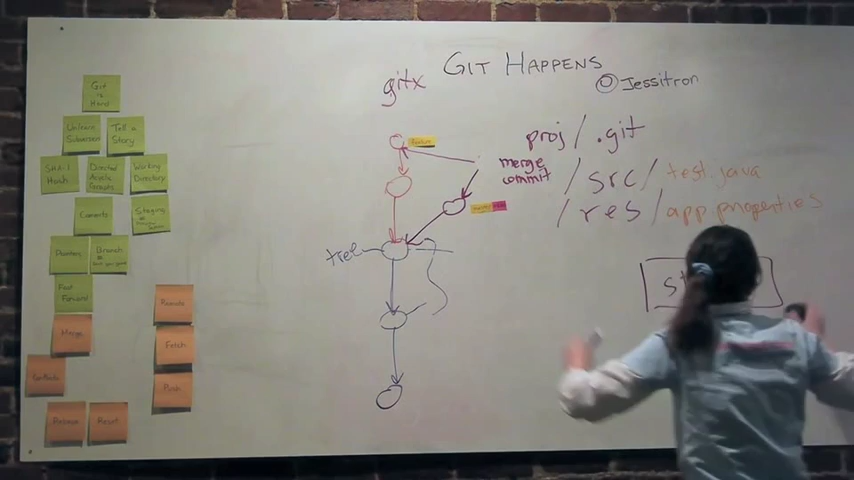 GIT HAPPENS
@Jessitron
gitx
proj/.git
/src/test.java
/res/app.properties
merge
commit
feature
tree
Git
is
Hard
Unlearn
Subversion
Tell a
Story
SHA-1
Hash
Directed
Acyclic
Working
Directory
Commits
Staging
Pointers
Branch
Fast
Forward
Merge
Rebase
Reset
Remote
Fetch
Push